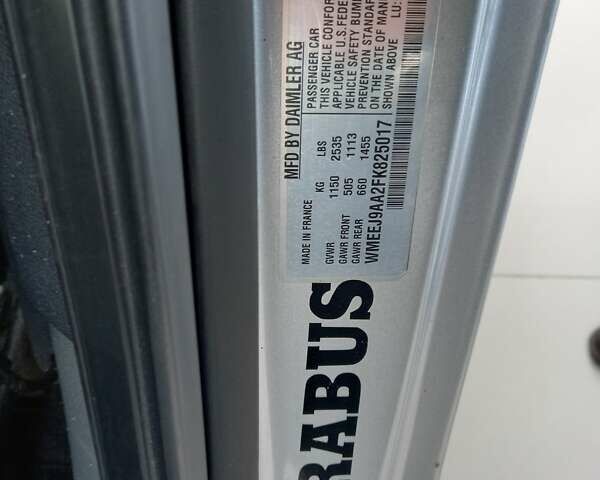 MFD BY DAIMLER AG
PASSENGER CAR
THIS VEHICLE CONFOR
APPLICABLE U.S.FEDE
VEHICLE SAFETY BUM
PREVENTION STANDAR
ON THE DATE OF MAN
SHOWN ABOVE LU:
MADE IN FRANCE KG LBS
GVWR 1150 2535
GAWR FRONT 505 1113
GAWR REAR 660 1455
WMEEJ9AA2FK825017
RABUS